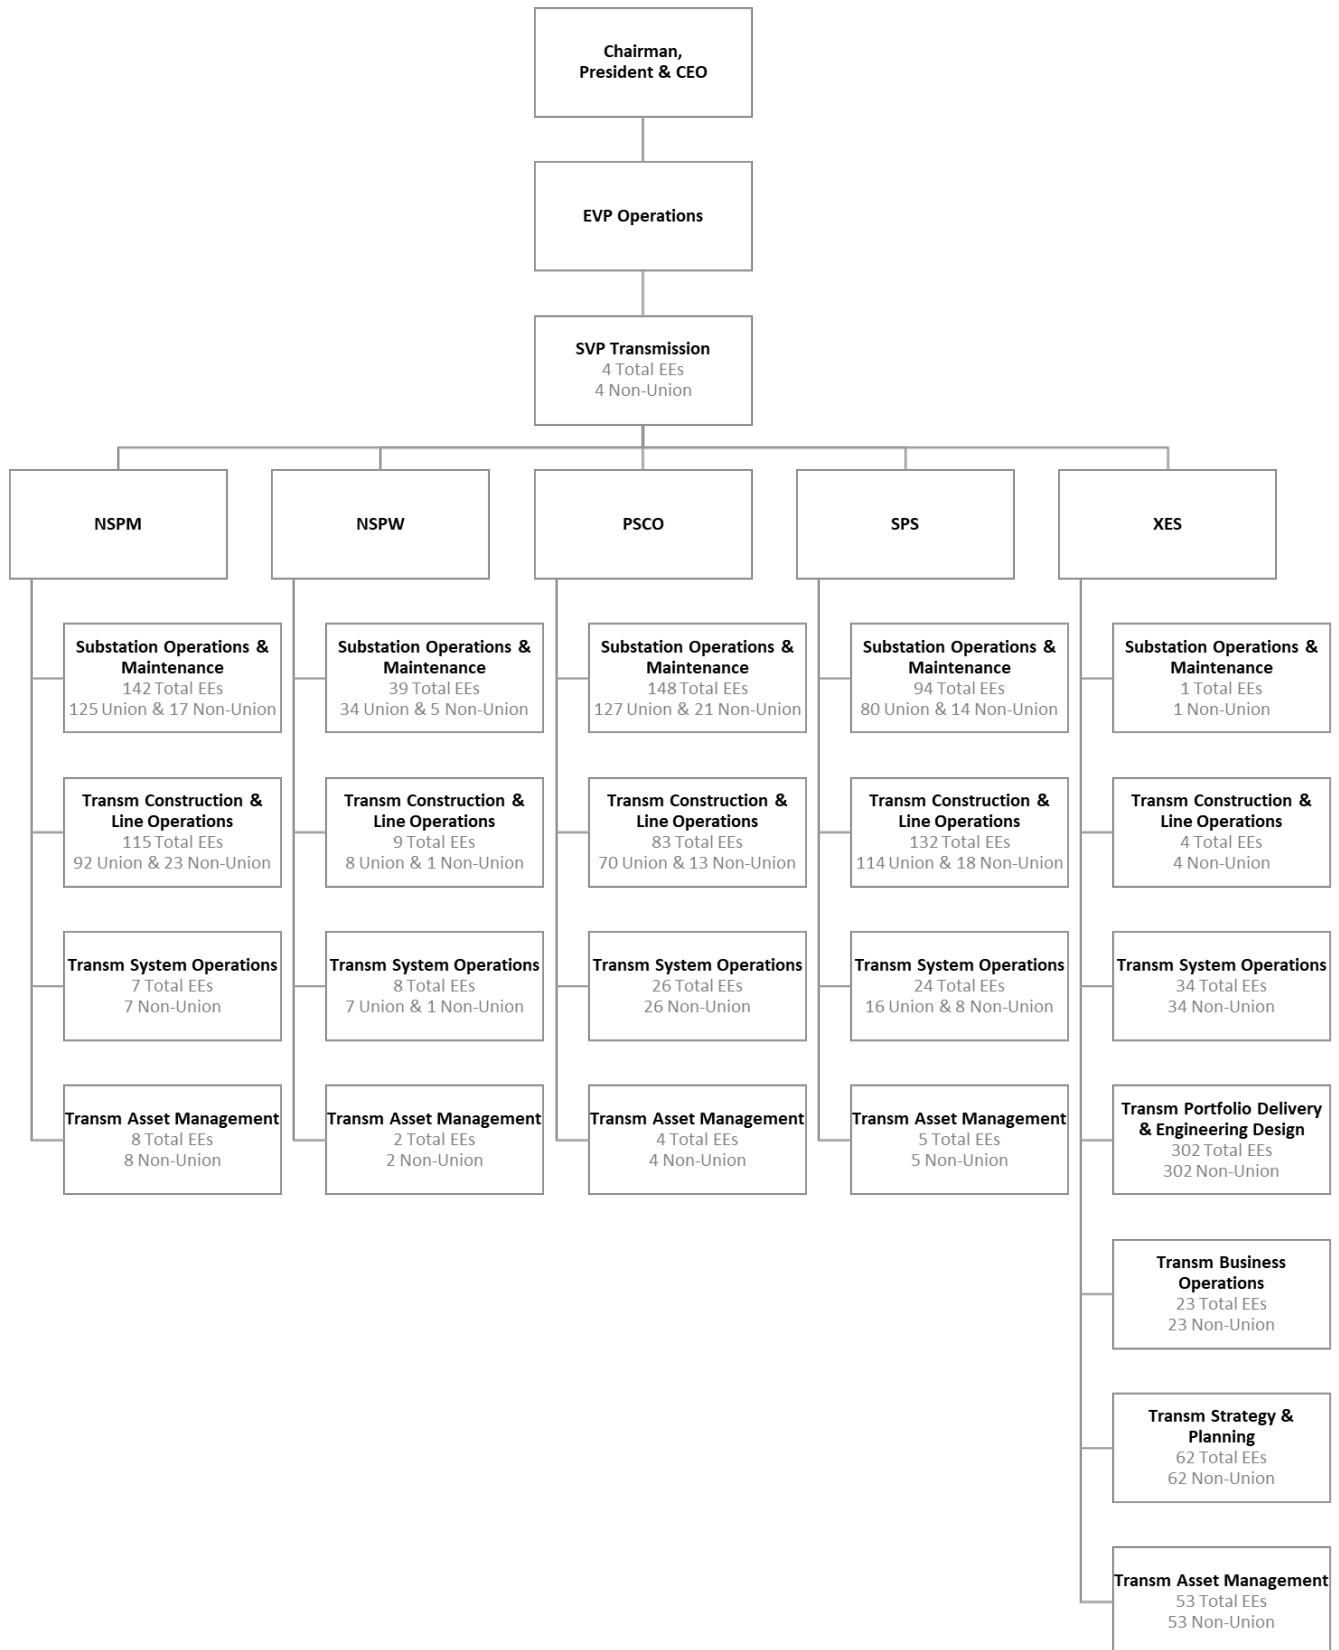 Chairman,
President & CEO
EVP Operations
SVP Transmission
4 Total EEs
4 Non-Union
NSPM
NSPW
PSCO
SPS
XES
Substation Operations &
Maintenance
142 Total EEs
125 Union & 17 Non-Union
Substation Operations &
Maintenance
39 Total EEs
34 Union & 5 Non-Union
Substation Operations &
Maintenance
148 Total EEs
127 Union & 21 Non-Union
Substation Operations &
Maintenance
94 Total EEs
80 Union & 14 Non-Union
Substation Operations &
Maintenance
1 Total EEs
1 Non-Union
Transm Construction &
Line Operations
115 Total EEs
92 Union & 23 Non-Union
Transm Construction &
Line Operations
9 Total EEs
8 Union & 1 Non-Union
Transm Construction &
Line Operations
83 Total EEs
70 Union & 13 Non-Union
Transm Construction &
Line Operations
132 Total EEs
114 Union & 18 Non-Union
Transm Construction &
Line Operations
4 Total EEs
4 Non-Union
Transm System Operations
7 Total EEs
7 Non-Union
Transm System Operations
8 Total EEs
7 Union & 1 Non-Union
Transm System Operations
26 Total EEs
26 Non-Union
Transm System Operations
24 Total EEs
16 Union & 8 Non-Union
Transm System Operations
34 Total EEs
34 Non-Union
Transm Asset Management
8 Total EEs
8 Non-Union
Transm Asset Management
2 Total EEs
2 Non-Union
Transm Asset Management
4 Total EEs
4 Non-Union
Transm Asset Management
5 Total EEs
5 Non-Union
Transm Portfolio Delivery
& Engineering Design
302 Total EEs
302 Non-Union
Transm Business
Operations
23 Total EEs
23 Non-Union
Transm Strategy &
Planning
62 Total EEs
62 Non-Union
Transm Asset Management
53 Total EEs
53 Non-Union